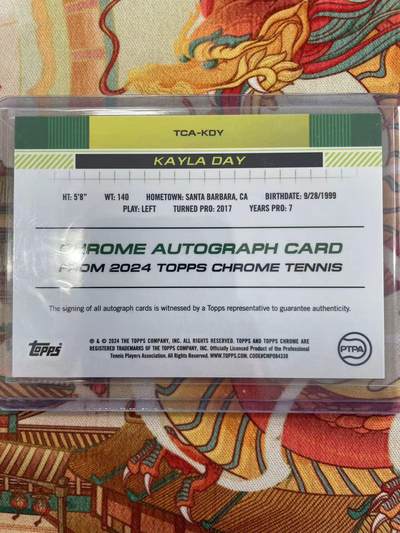 TCA-KDY
KAYLA DAY
HT: 5'8" WT: 140 HOMETOWN: SANTA BARBARA, CA BIRTHDATE: 9/28/1999
PLAY: LEFT TURNED PRO: 2017 YEARS PRO: 7
CHROME AUTOGRAPH CARD
FROM 2024 TOPPS CHROME TENNIS
The signing of all autograph cards is witnessed by a Topps representative to guarantee authenticity.
Topps
® & © 2024 THE TOPPS COMPANY, INC. ALL RIGHTS RESERVED. TOPPS AND TOPPS CHROME ARE
REGISTERED TRADEMARKS OF THE TOPPS COMPANY, INC. Officially Licensed Product of the Professional
Tennis Players Association. All Rights Reserved. WWW.TOPPS.COM. CODE#CMP084330
PTPA